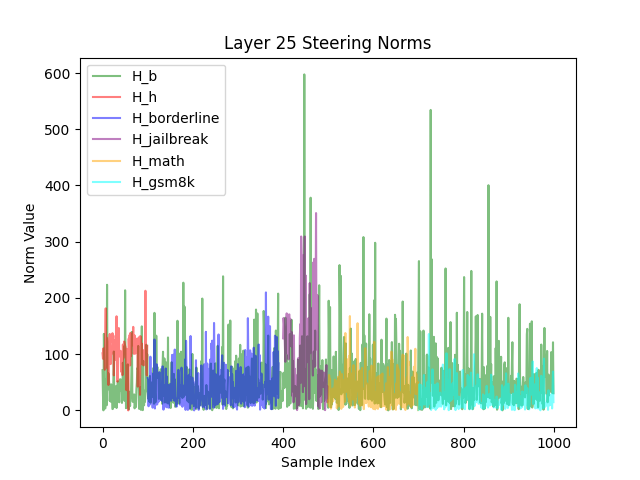 Layer 25 Steering Norms
H_b
H_h
H_borderline
H_jailbreak
H_math
H_gsm8k
600
500
400
300
200
100
0
Norm Value
0
200
400
600
800
1000
Sample Index